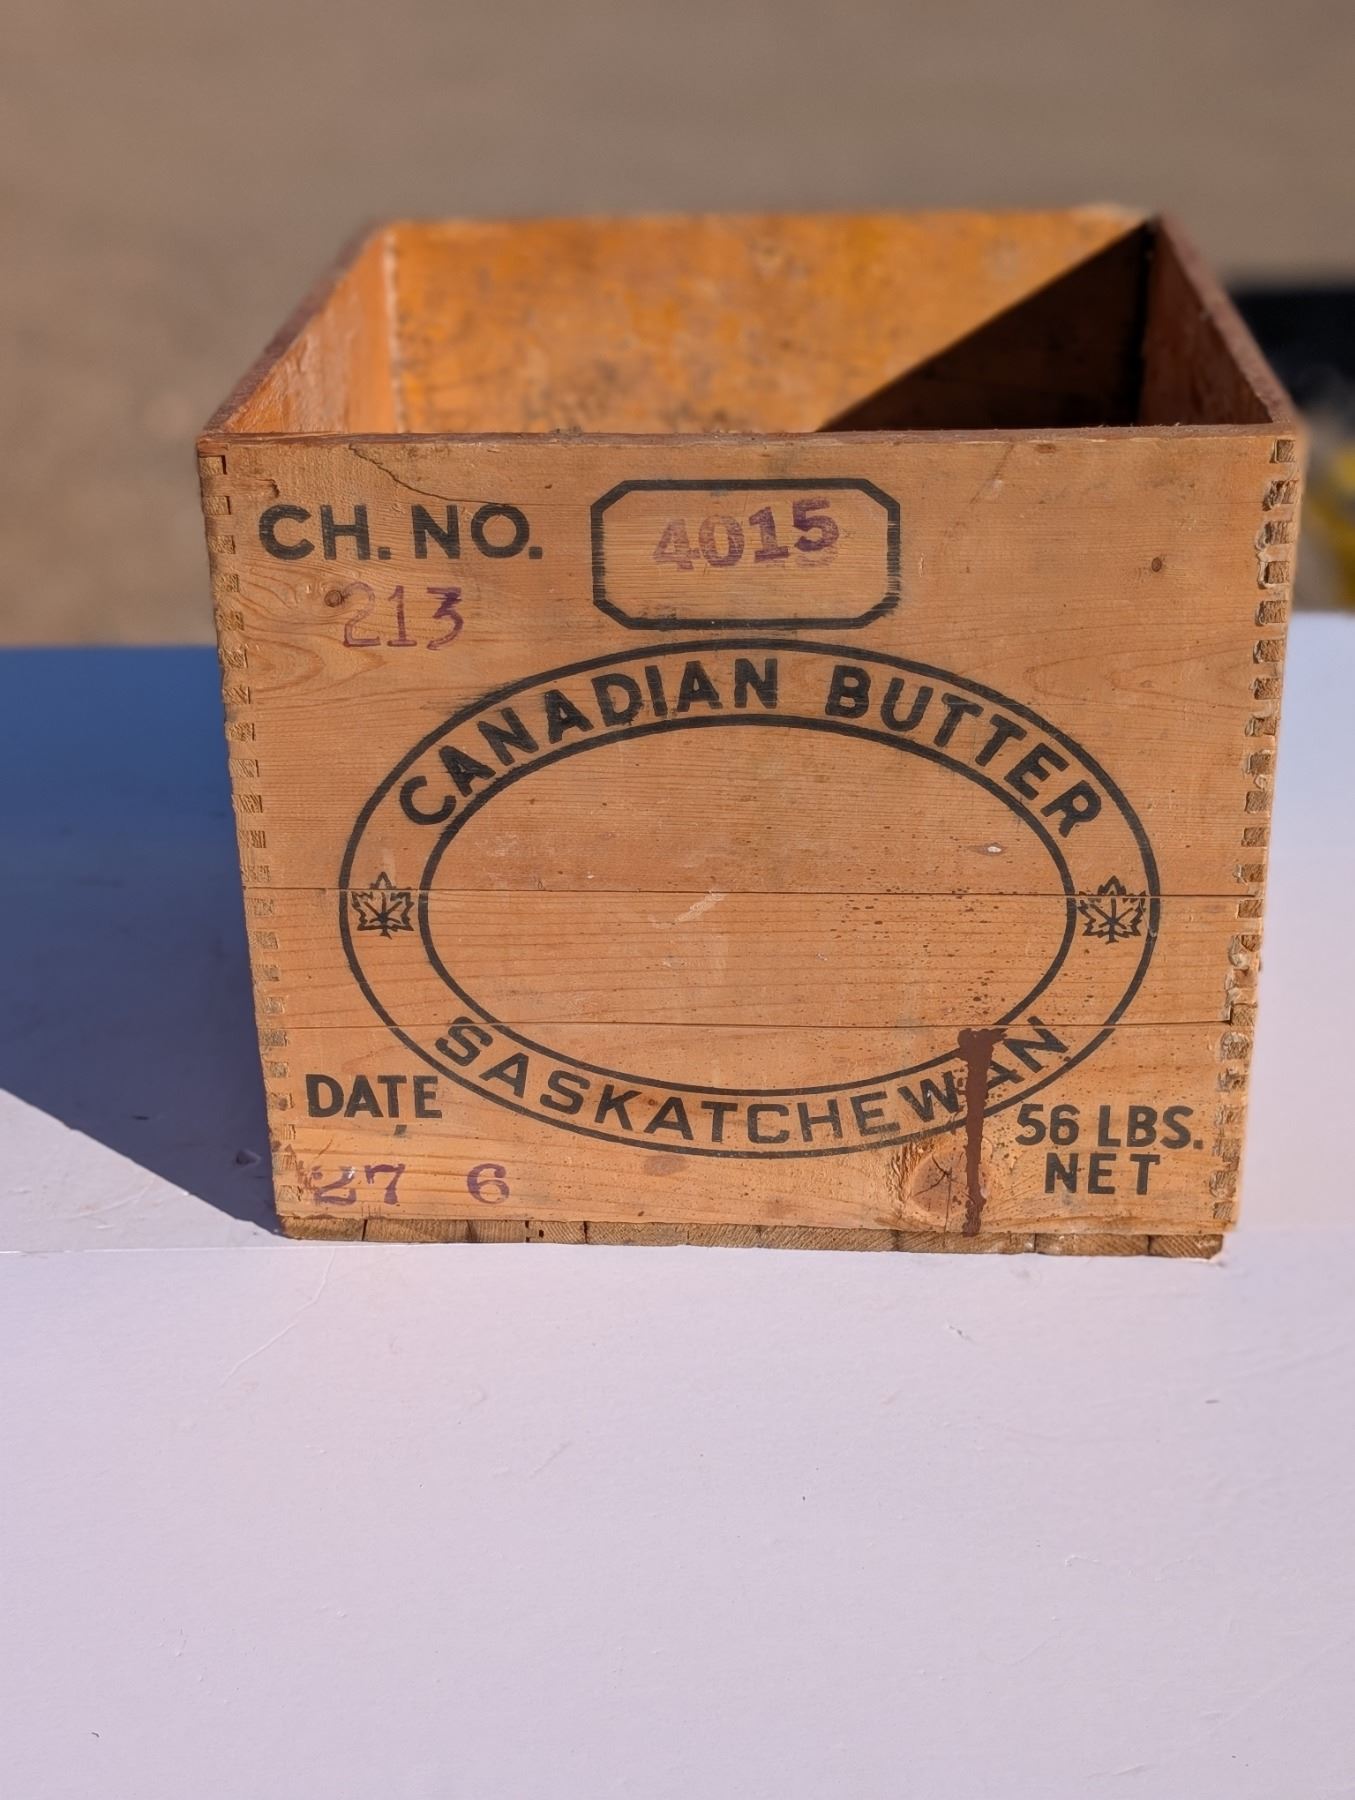 CH. NO.
4015
213
CANADIAN BUTTER
SASKATCHEWAN
DATE
27 6
56 LBS.
NET